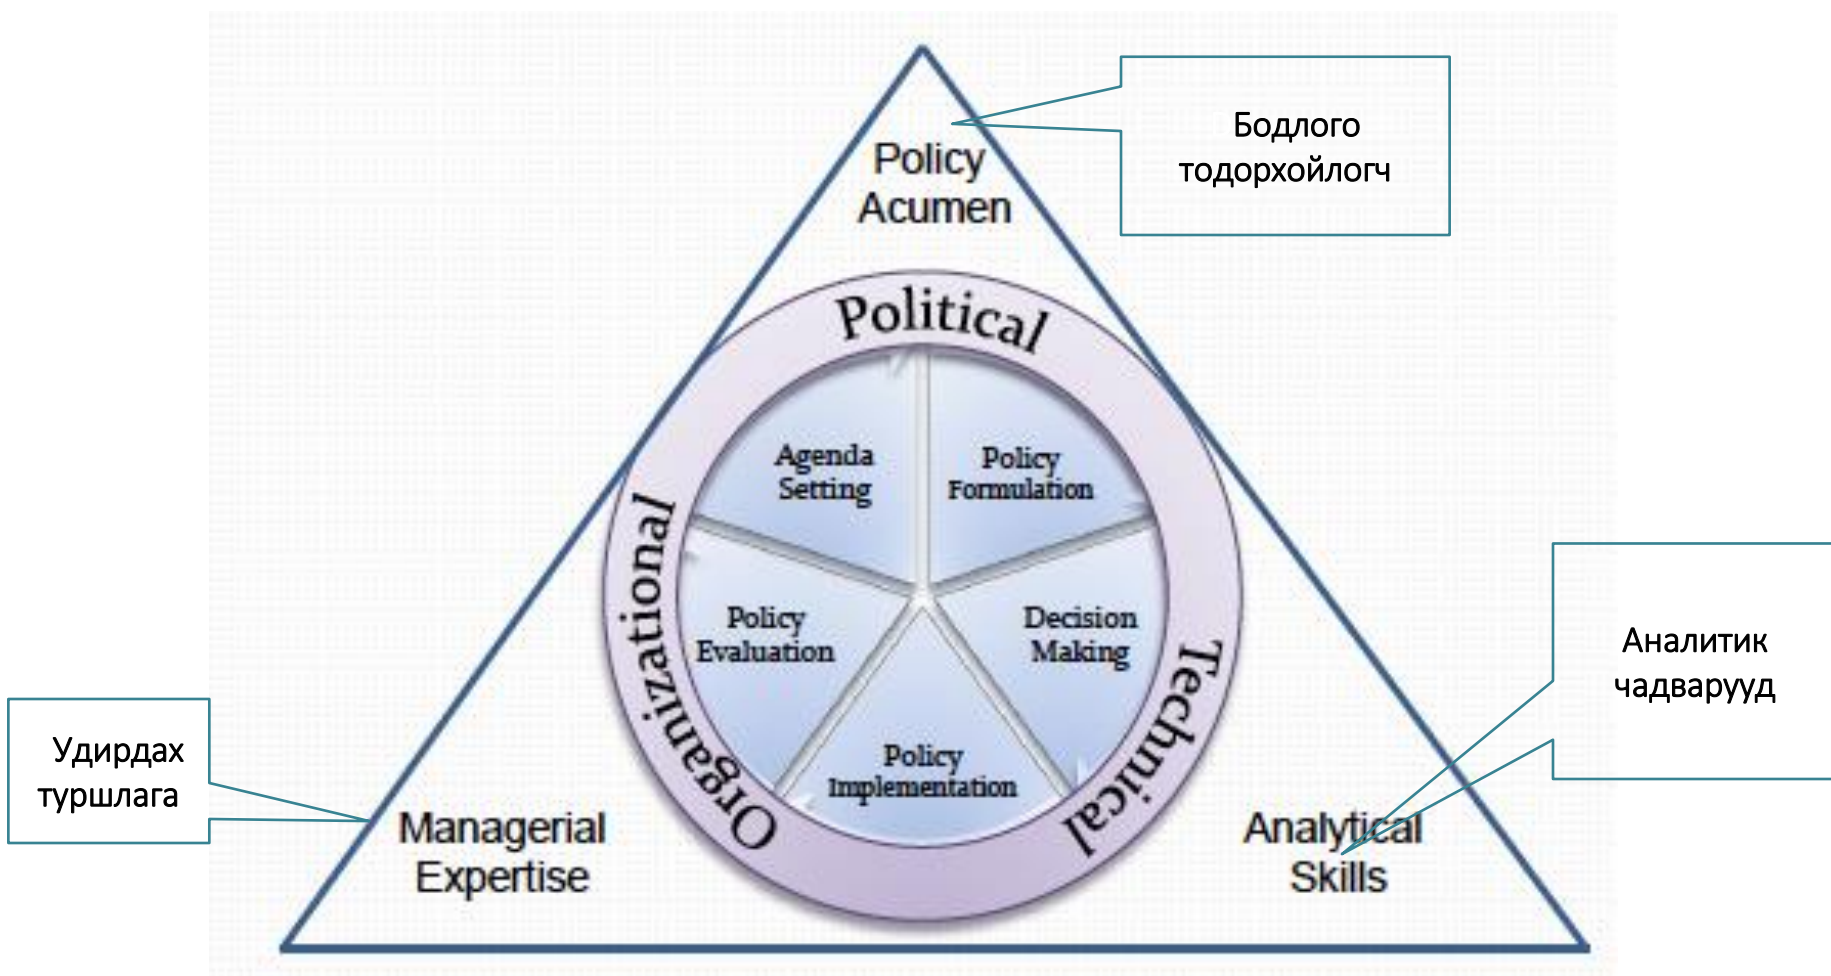 Бодлого
тодорхойлогч
Policy
Acumen
Political
Agenda
Setting
Policy
Formulation
Organizational
Technical
Policy
Evaluation
Decision
Making
Policy
Implementation
Аналитик
чадварууд
Удирдах
туршлага
Managerial
Expertise
Analytical
Skills